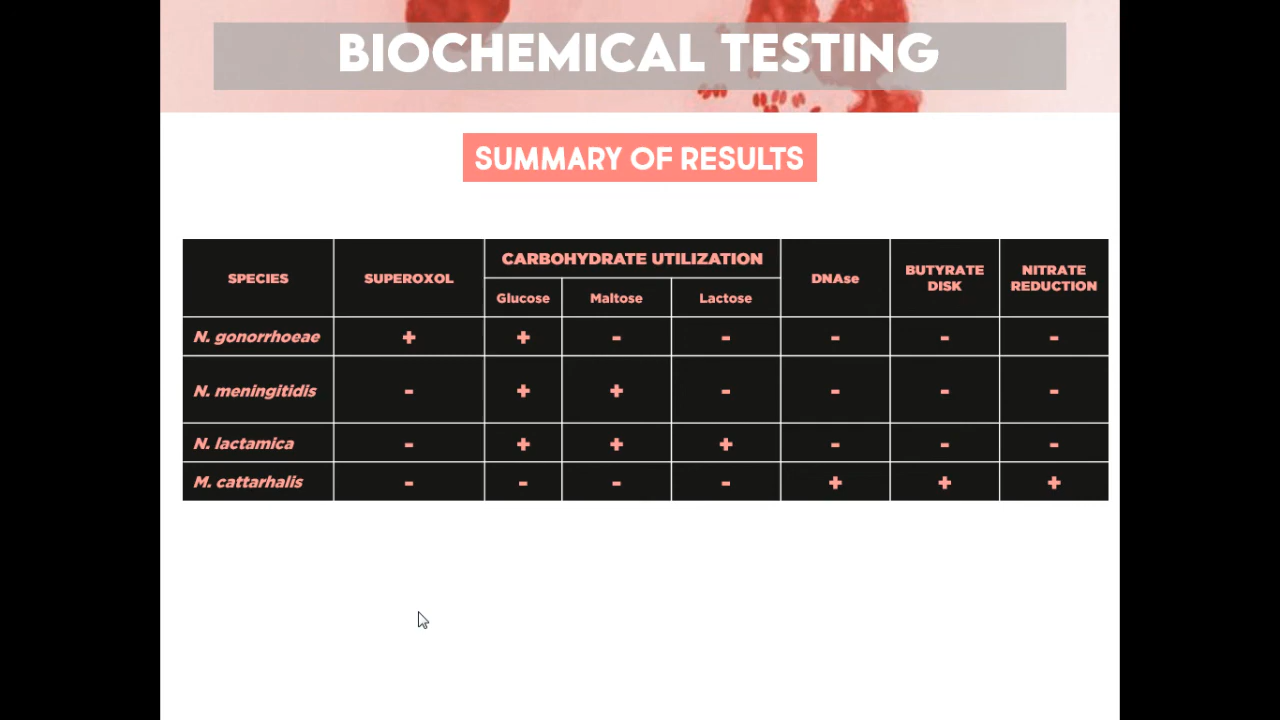 BIOCHEMICAL TESTING
SUMMARY OF RESULTS
SPECIES SUPEROXOL CARBOHYDRATE UTILIZATION DNAse BUTYRATE DISK NITRATE REDUCTION
Glucose Maltose Lactose
N. gonorrhoeae + + - - - - -
N. meningitidis - + + - - - -
N. lactamica - + + + - - -
M. cattarhalis - - - - + + +